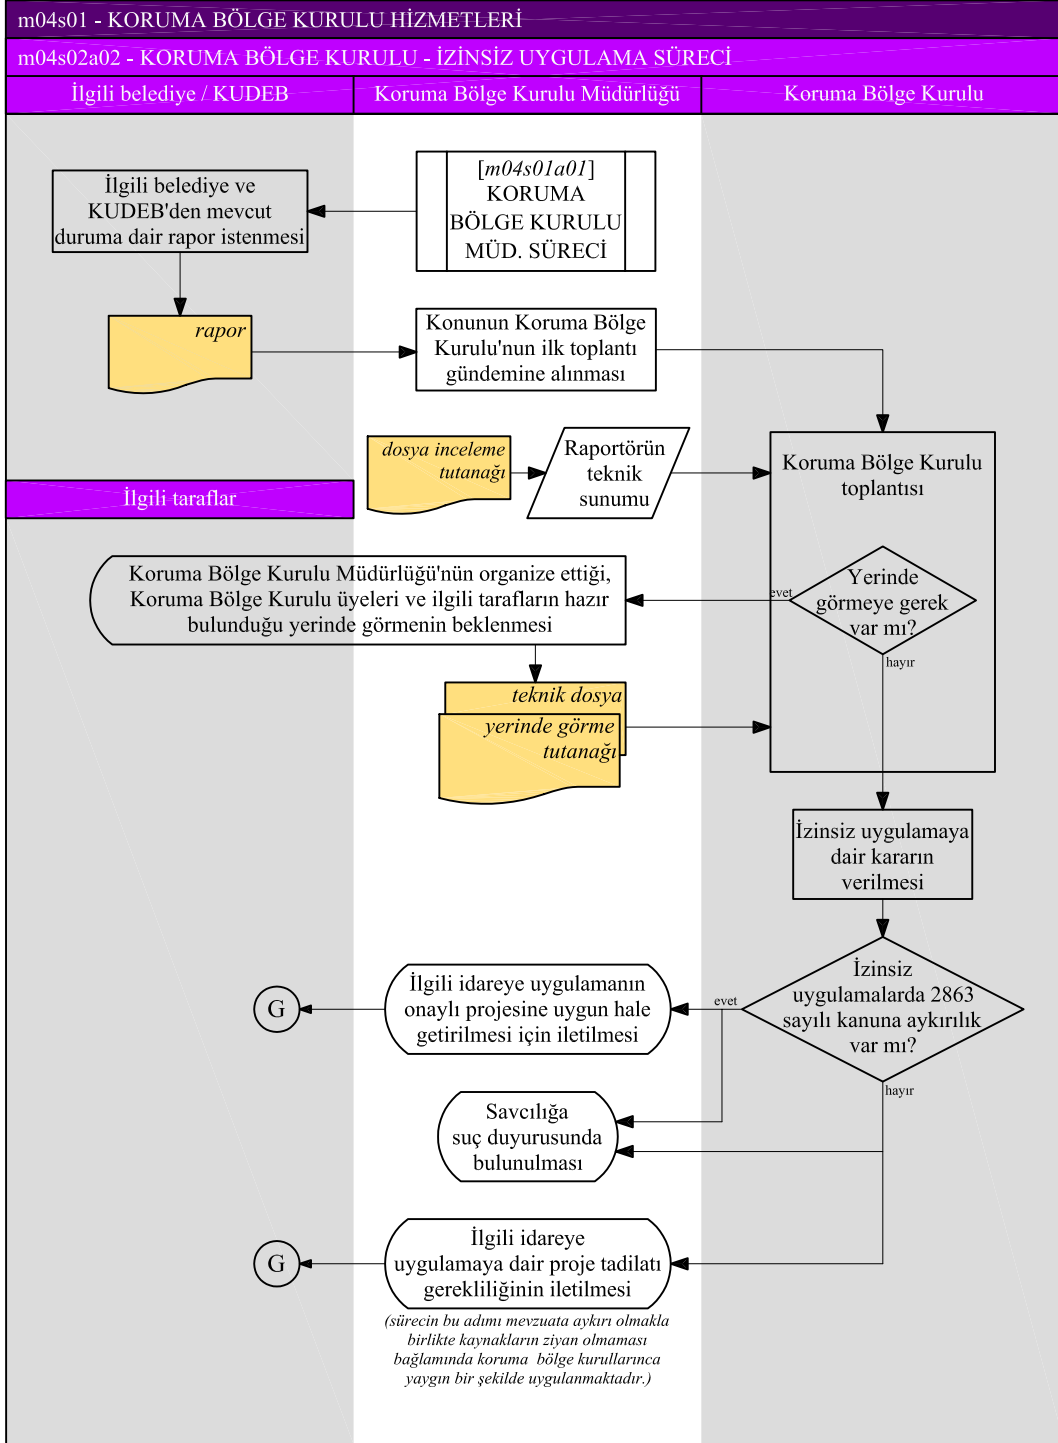 m04s01 - KORUMA BÖLGE KURULU HİZMETLERİ
m04s02a02 - KORUMA BÖLGE KURULU - İZİNSİZ UYGULAMA SÜRECİ
İlgili belediye / KUDEB
Koruma Bölge Kurulu Müdürlüğü
Koruma Bölge Kurulu
İlgili belediye ve
KUDEB'den mevcut
duruma dair rapor istenmesi
[m04s01a01]
KORUMA
BÖLGE KURULU
MÜD. SÜRECİ
rapor
Konunun Koruma Bölge
Kurulu'nun ilk toplantı
gündemine alınması
dosya inceleme
tutanağı
Raportörün
teknik
sunumu
Koruma Bölge Kurulu
toplantısı
İlgili taraflar
Koruma Bölge Kurulu Müdürlüğü'nün organize ettiği,
Koruma Bölge Kurulu üyeleri ve ilgili tarafların hazır
bulunduğu yerinde görmenin beklenmesi
evet
Yerinde
görmeye gerek
var mı?
hayır
teknik dosya
yerinde görme
tutanağı
İzinsiz uygulamaya
dair kararın
verilmesi
G
İlgili idareye uygulamanın
onaylı projesine uygun hale
getirilmesi için iletilmesi
evet
İzinsiz
uygulamalarda 2863
sayılı kanuna aykırılık
var mı?
hayır
Savcılığa
suç duyurusunda
bulunulması
G
İlgili idareye
uygulamaya dair proje tadilatı
gerekliliğinin iletilmesi
(sürecin bu adımı mevzuata aykırı olmakla
birlikte kaynakların ziyan olmaması
bağlamında koruma bölge kurullarınca
yaygın bir şekilde uygulanmaktadır.)